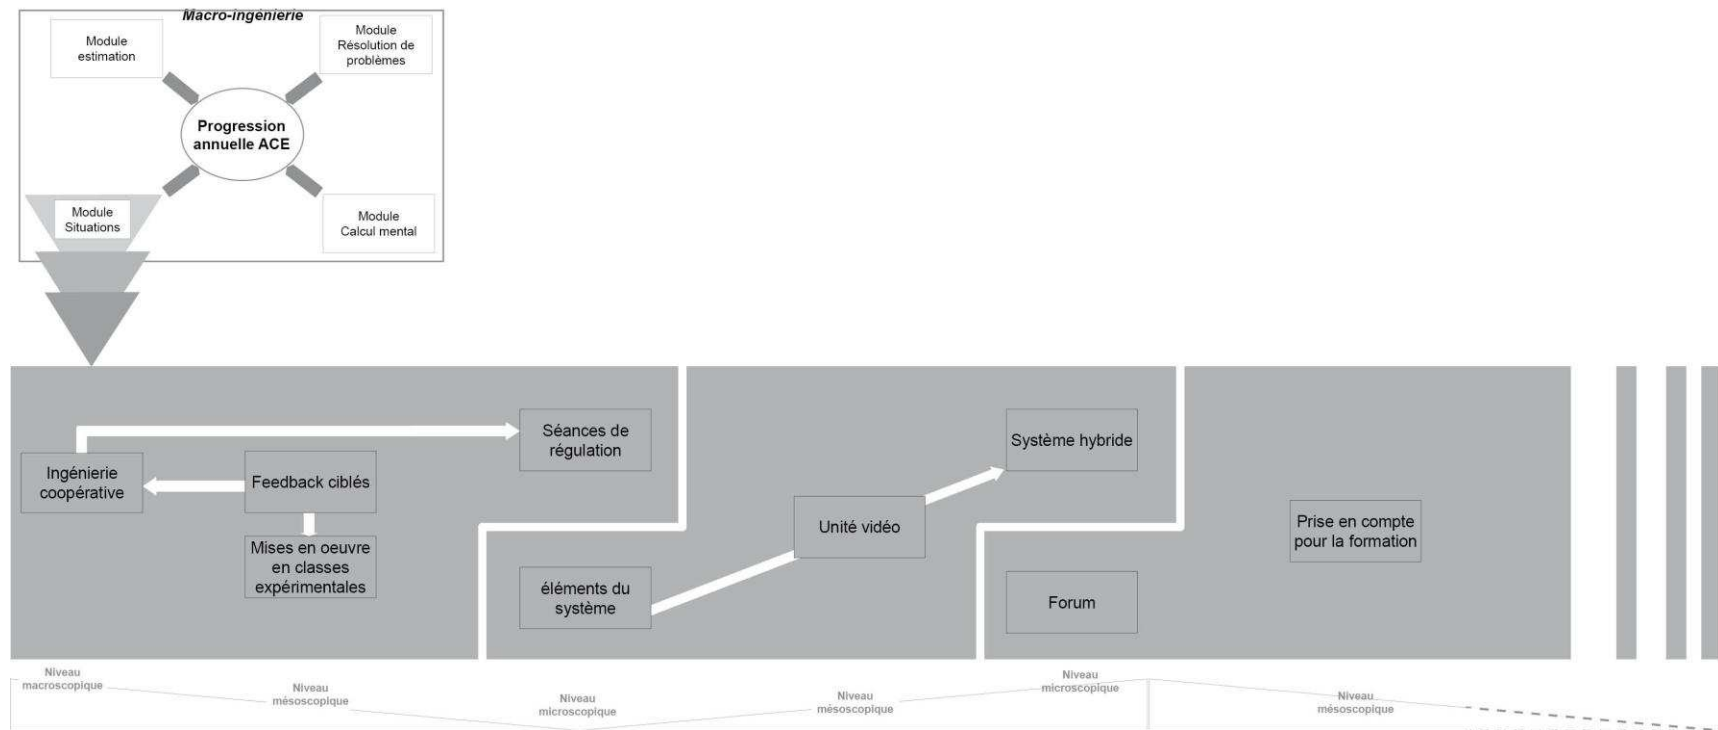 Macro-ingénierie
Module
estimation
Module
Résolution de
problèmes
Progression
annuelle ACE
Module
Situations
Module
Calcul mental
Séances de
régulation
Ingénierie
coopérative
Feedback ciblés
Mises en oeuvre
en classes
expérimentales
éléments du
système
Unité vidéo
Système hybride
Forum
Prise en compte
pour la formation
Niveau
macroscopique
Niveau
mésoscopique
Niveau
microscopique
Niveau
mésoscopique
Niveau
microscopique
Niveau
mésoscopique